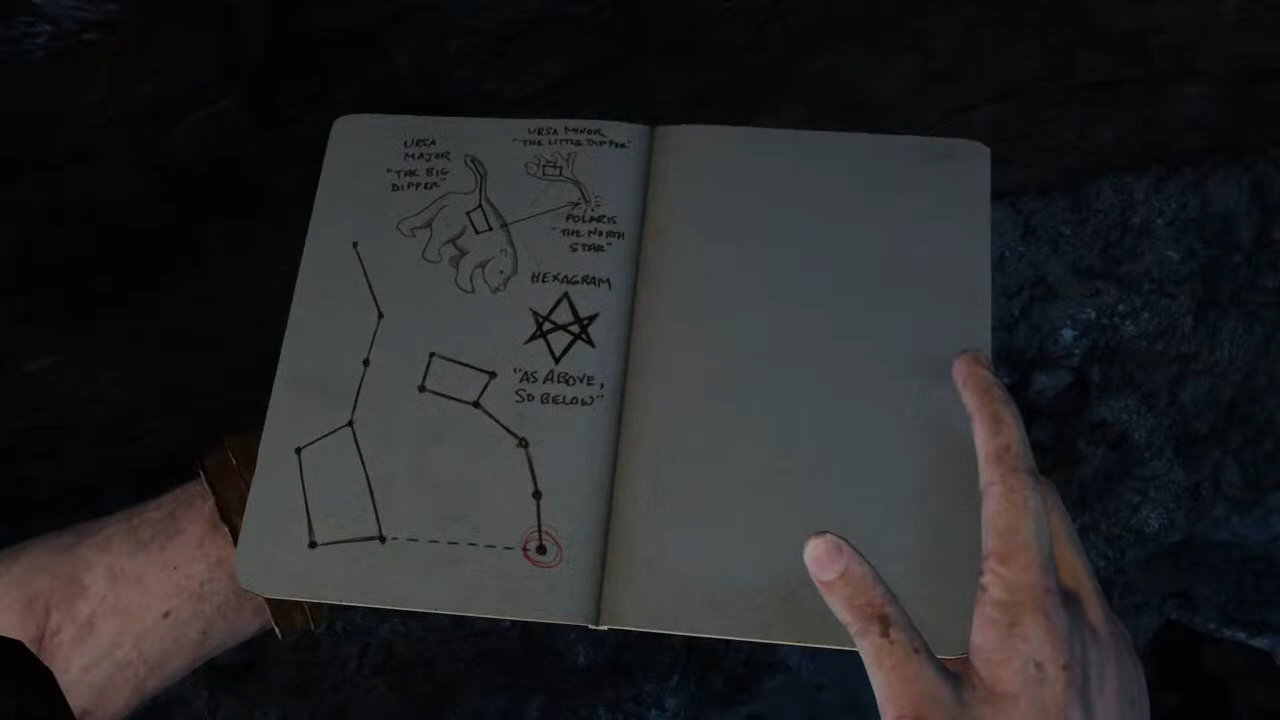 URSA
MAJOR
"THE BIG
DIPPER"
URSA MINOR
"THE LITTLE DIPPER"
POLARIS
"THE NORTH
STAR"
HEXAGRAM
"AS ABOVE,
SO BELOW"